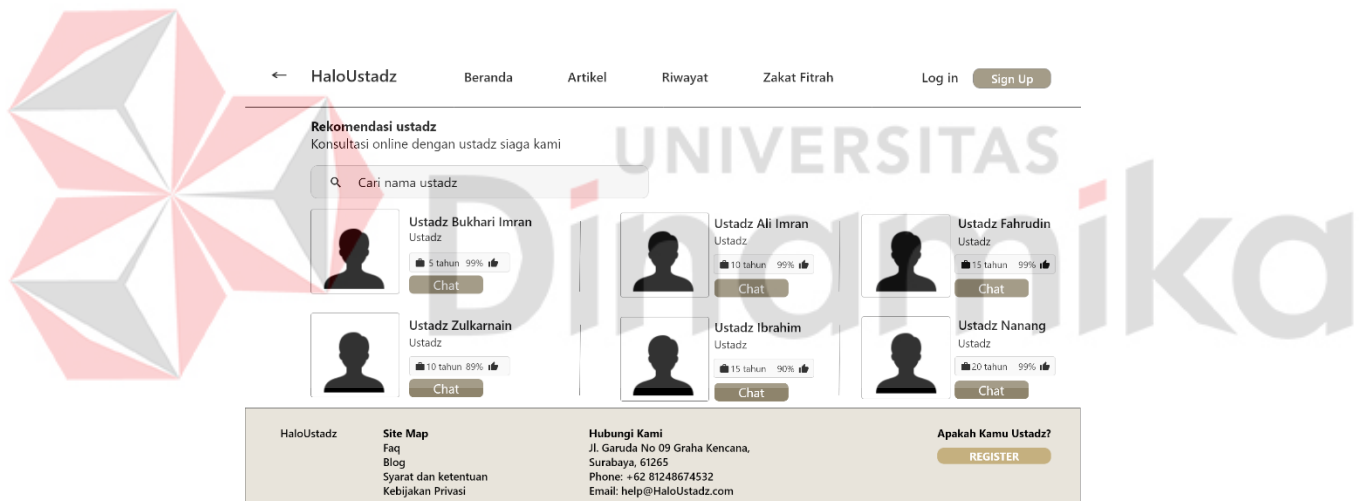 ← HaloUstadz Beranda Artikel Riwayat Zakat Fitrah Log in Sign Up
UNIVERSITAS
Dinamika
Rekomendasi ustadz
Konsultasi online dengan ustadz siaga kami
Cari nama ustadz
Ustadz Bukhari Imran
Ustadz
5 tahun 99%
Chat
Ustadz Ali Imran
Ustadz
10 tahun 99%
Chat
Ustadz Fahrudin
Ustadz
15 tahun 99%
Chat
Ustadz Zulkarnain
Ustadz
10 tahun 89%
Chat
Ustadz Ibrahim
Ustadz
15 tahun 90%
Chat
Ustadz Nanang
Ustadz
20 tahun 99%
Chat
HaloUstadz
Site Map
Faq
Blog
Syarat dan ketentuan
Kebijakan Privasi
Hubungi Kami
Jl. Garuda No 09 Graha Kencana,
Surabaya, 61265
Phone: +62 81248674532
Email: help@HaloUstadz.com
Apakah Kamu Ustadz?
REGISTER